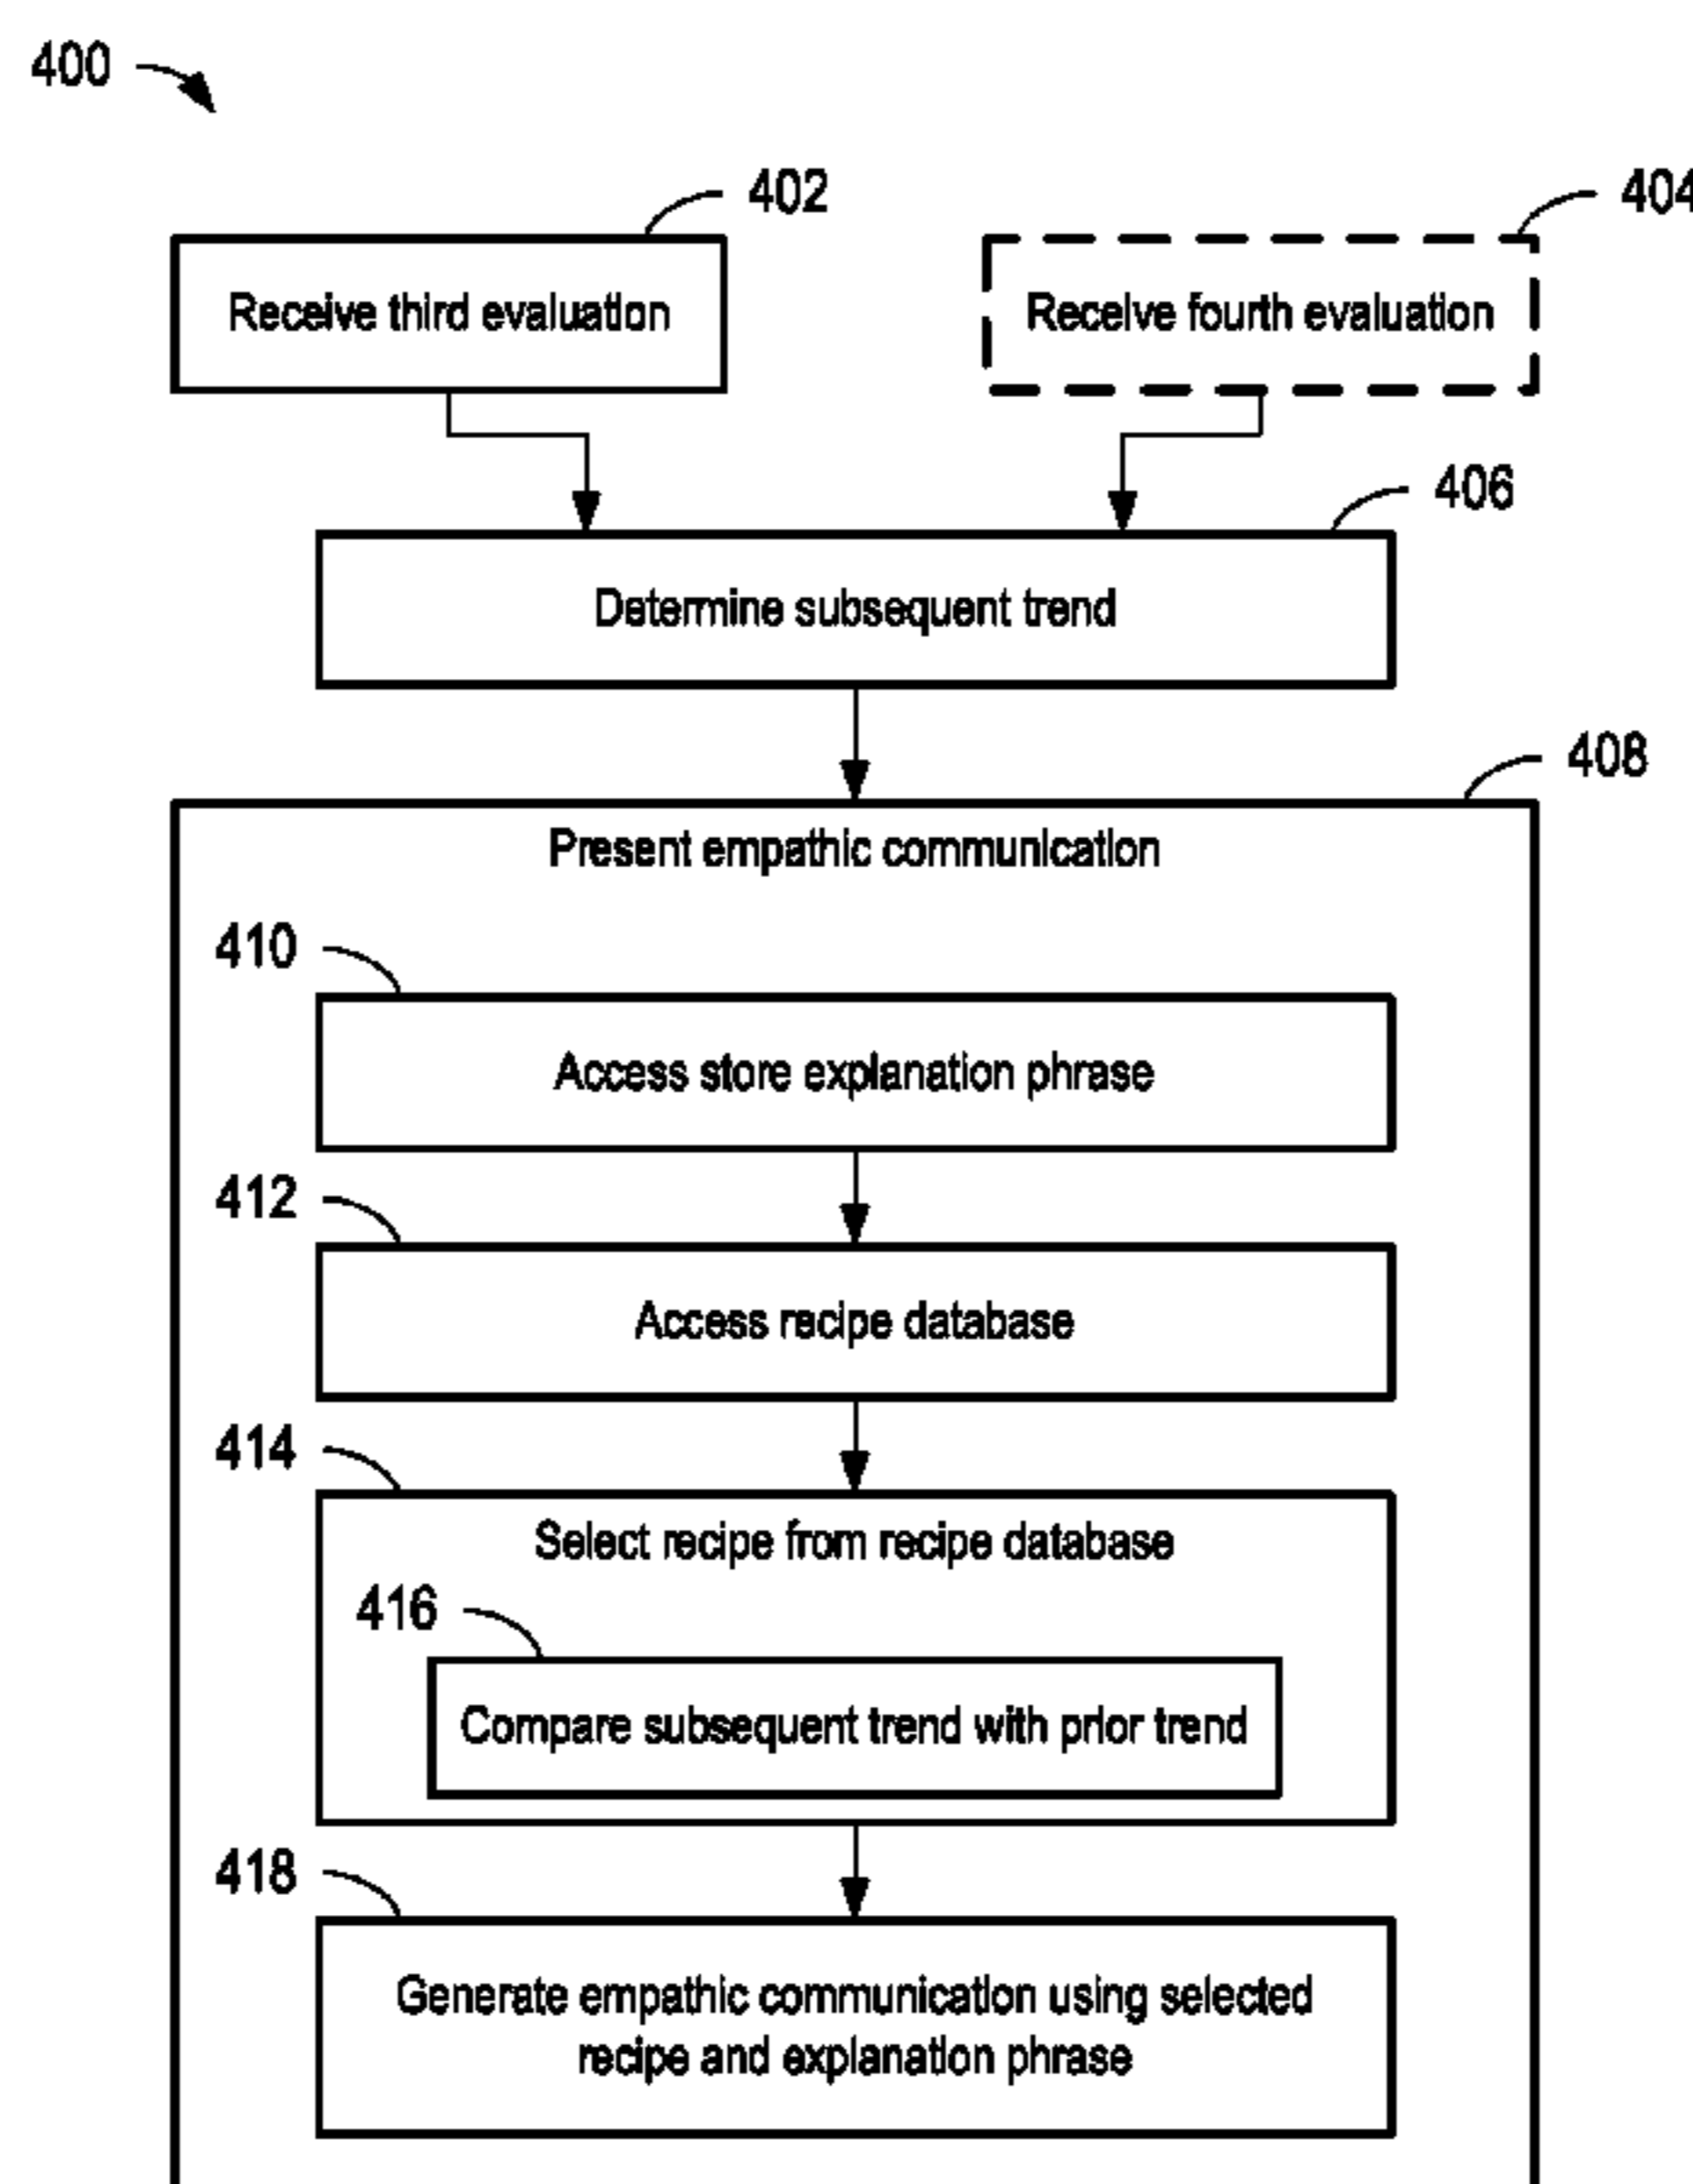 400
402
404
Receive third evaluation
Receive fourth evaluation
406
Determine subsequent trend
408
Present empathic communication
410
Access store explanation phrase
412
Access recipe database
414
Select recipe from recipe database
416
Compare subsequent trend with prior trend
418
Generate empathic communication using selected
recipe and explanation phrase